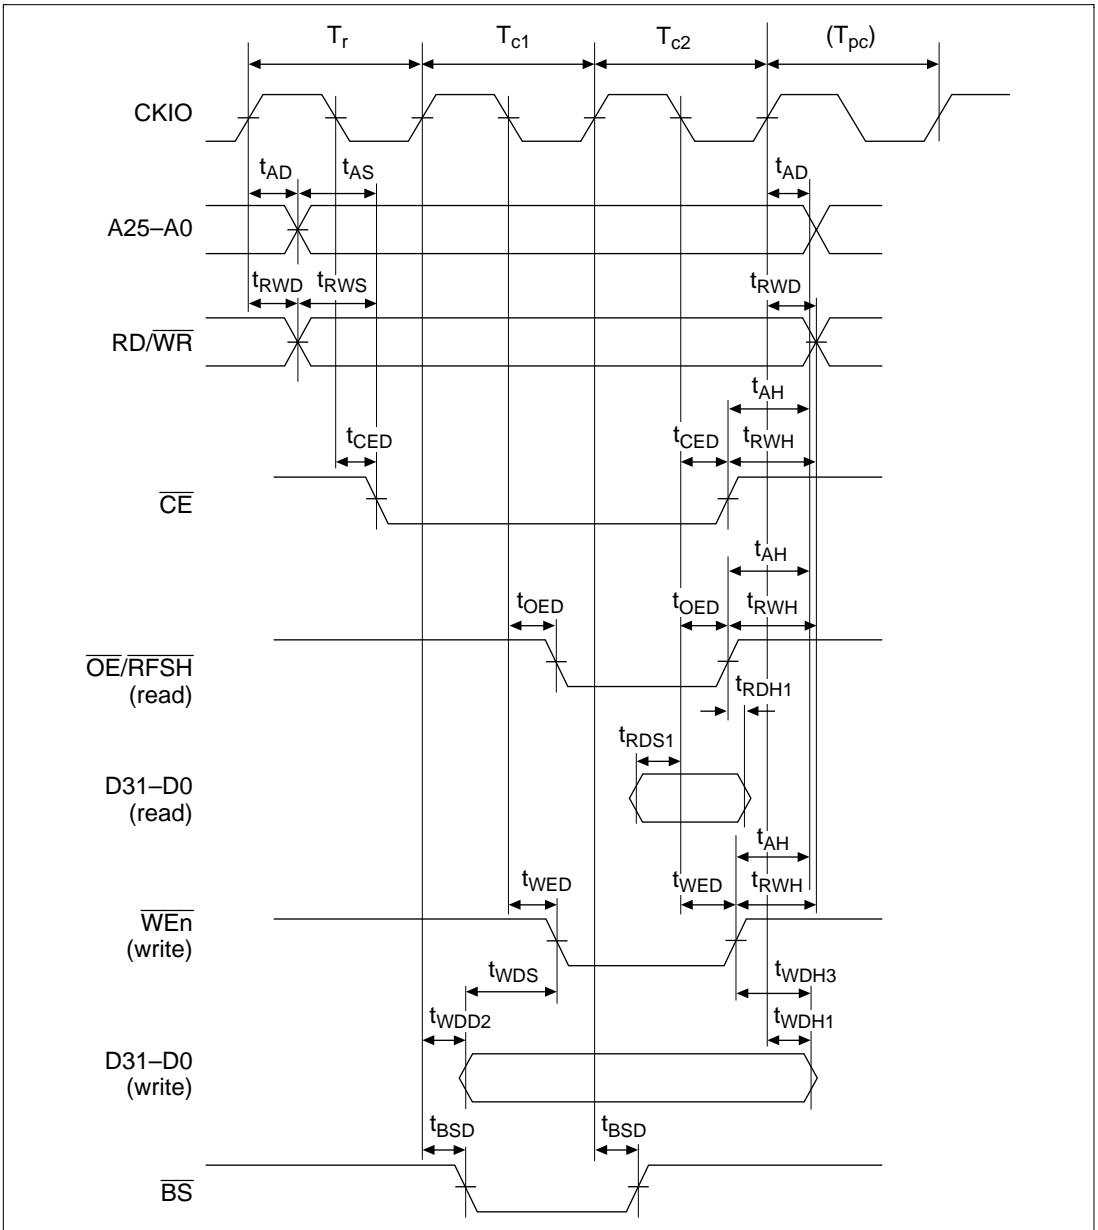 Tr Tc1 Tc2 (Tpc)
CKIO
tAD tAS tAD
A25–A0
tRWD tRWS tRWD
RD/WR
tAH
tCED tCED tRWH
CE
tAH
tOED tOED tRWH
OE/RFSH
(read)
tRDH1
tRDS1
D31–D0
(read)
tAH
tWED tWED tRWH
WEn
(write)
tWDS tWDH3
tWDD2 tWDH1
D31–D0
(write)
tBSD tBSD
BS